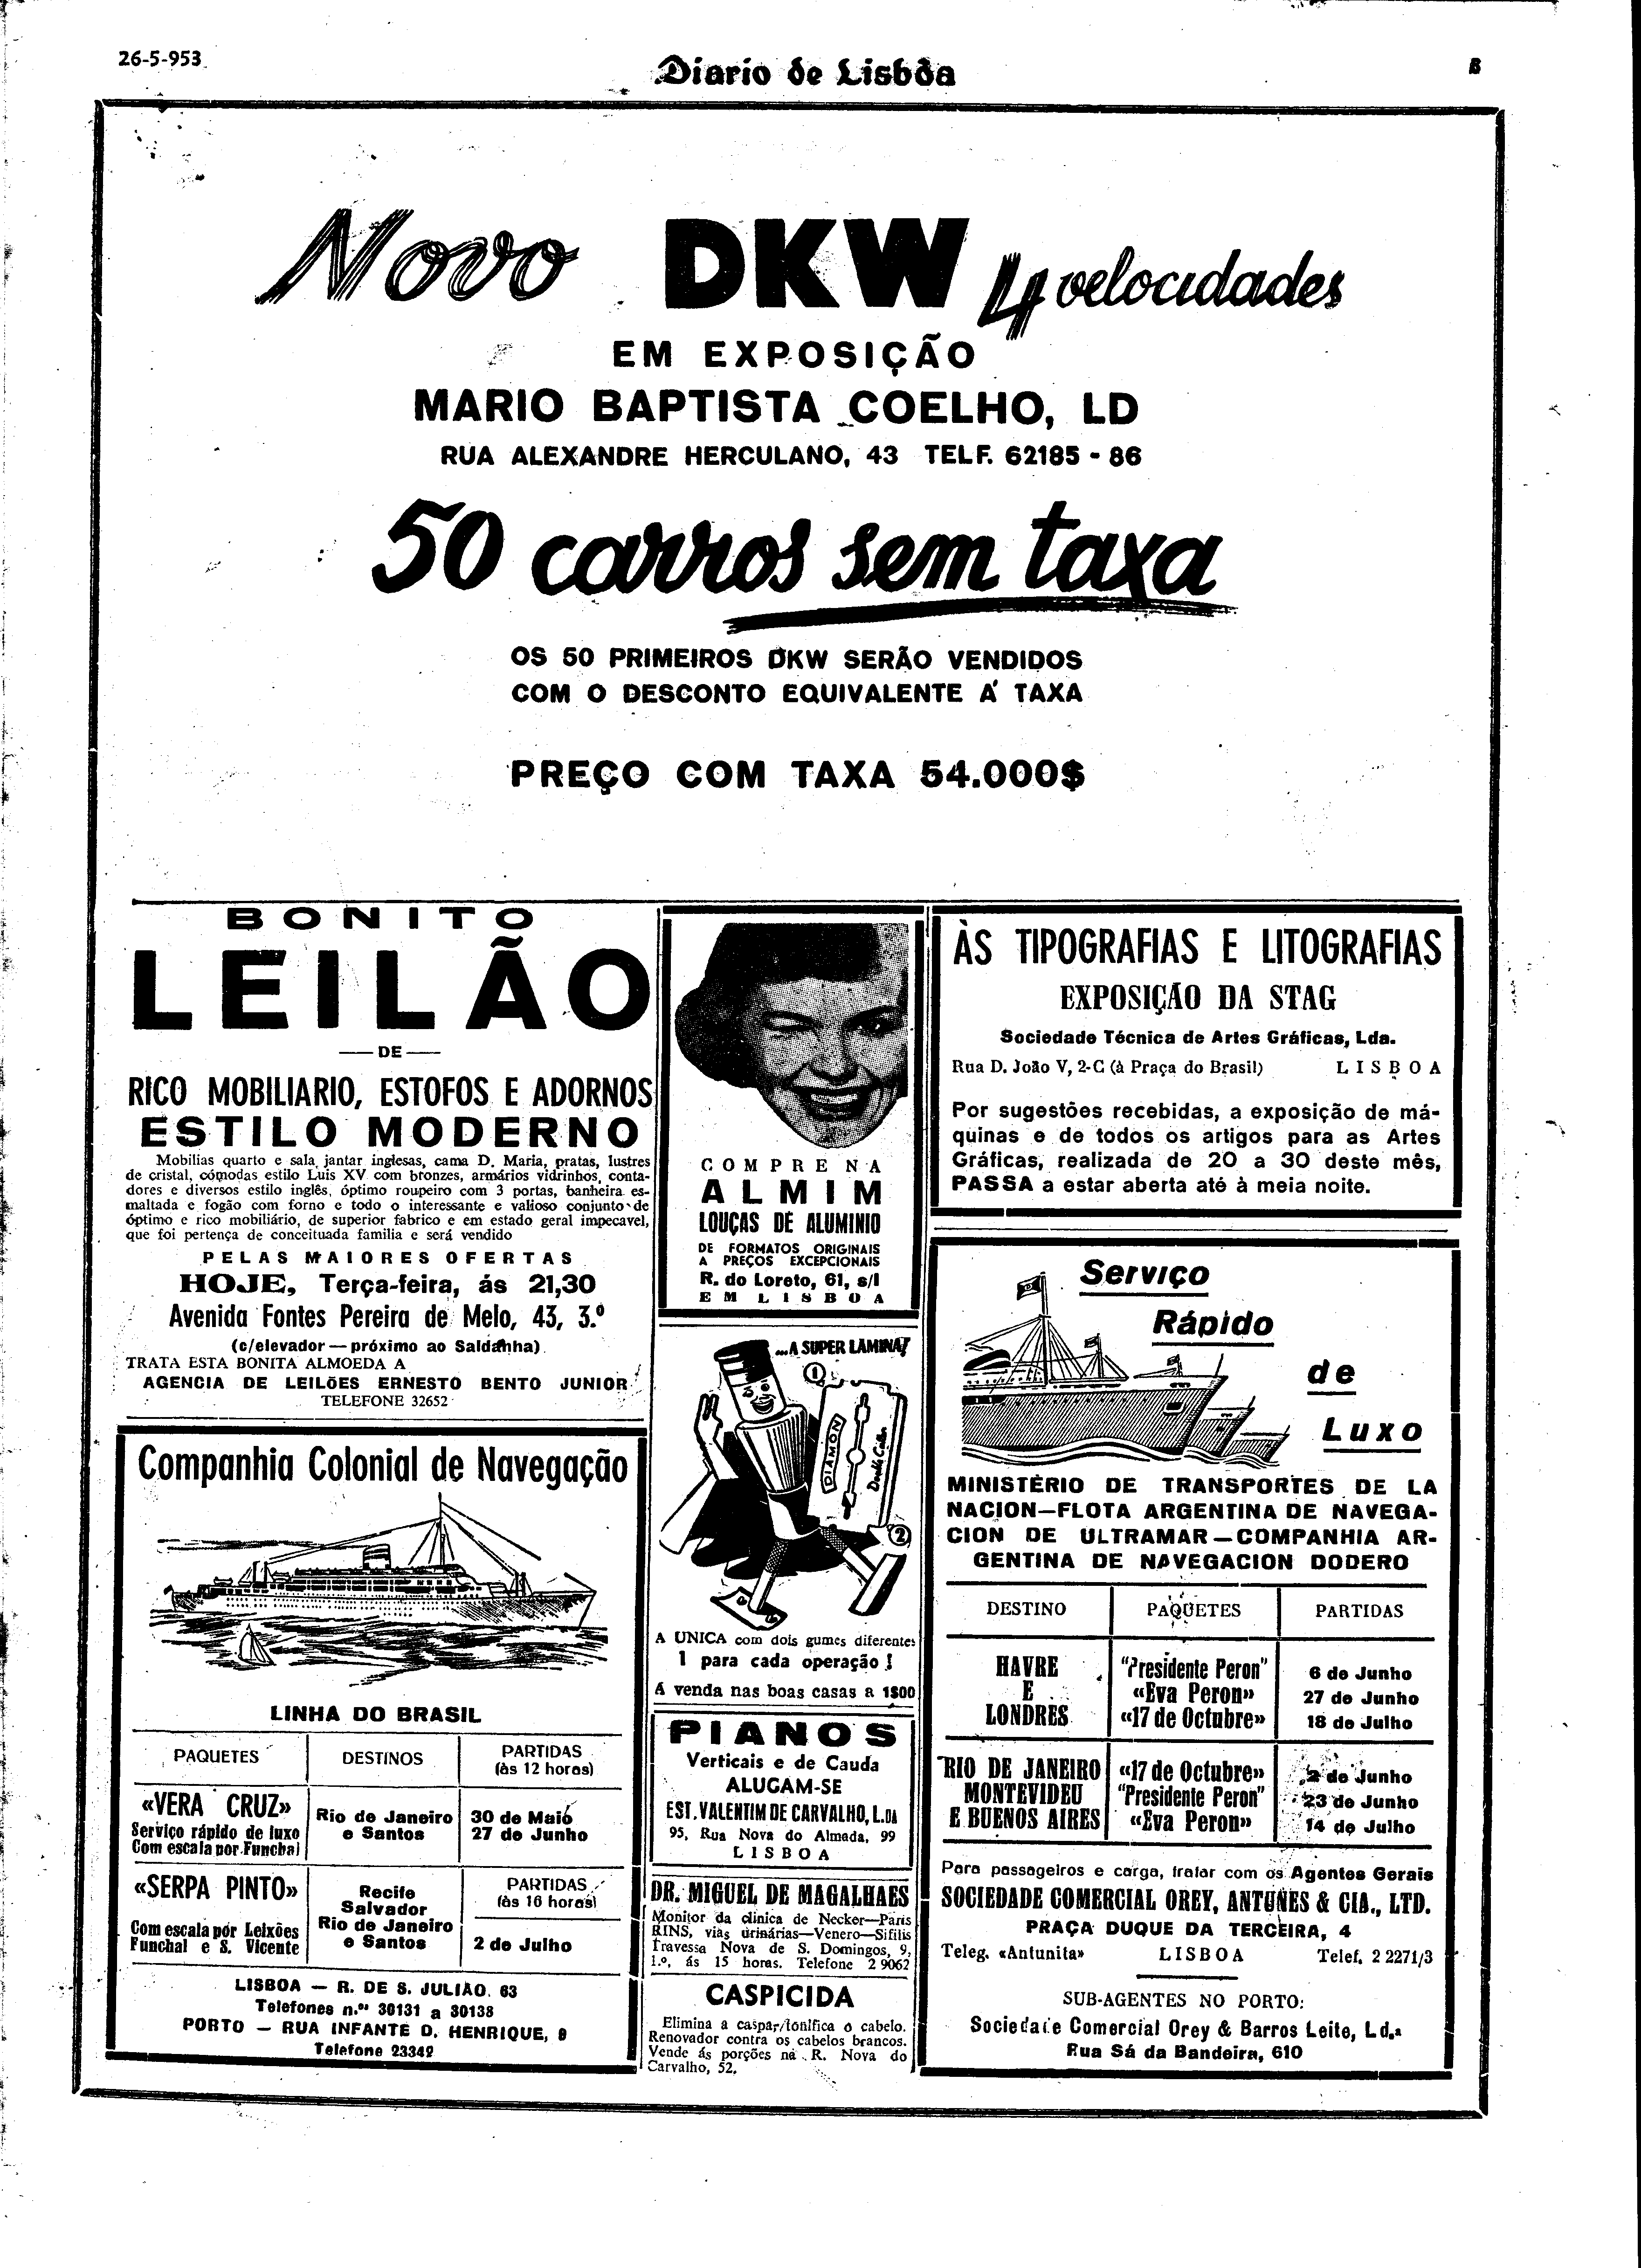 26-5-953
Diario de Lisbôa
Novo DKW 4 velocidades
EM EXPOSIÇÃO
MARIO BAPTISTA COELHO, LD
RUA ALEXANDRE HERCULANO, 43 TELF. 62185 - 86
50 carros sem taxa
OS 50 PRIMEIROS DKW SERÃO VENDIDOS
COM O DESCONTO EQUIVALENTE A' TAXA
PREÇO COM TAXA 54.000$
BONITO
LEILÃO
— DE —
RICO MOBILIARIO, ESTOFOS E ADORNOS
ESTILO MODERNO
Mobilias quarto e sala, jantar inglesas, cama D. Maria, pratas, lustres
de cristal, cómodas estilo Luis XV com bronzes, armários vidrinhos, conta-
dores e diversos estilo inglês, óptimo roupeiro com 3 portas, banheira es-
maltada e fogão com forno e todo o interessante e valioso conjunto de
óptimo e rico mobiliário, de superior fabrico e em estado geral impecavel,
que foi pertença de conceituada familia e será vendido
PELAS MAIORES OFERTAS
HOJE, Terça-feira, ás 21,30
Avenida Fontes Pereira de Melo, 43, 3.º
(c/elevador — próximo ao Saldanha)
TRATA ESTA BONITA ALMOEDA A
AGENCIA DE LEILÕES ERNESTO BENTO JUNIOR
TELEFONE 32652
Companhia Colonial de Navegação
LINHA DO BRASIL
PAQUETES DESTINOS PARTIDAS
(às 12 horas)
«VERA CRUZ»
Serviço rápido de luxo
Com escala por Funchal
Rio de Janeiro
e Santos
30 de Maio
27 de Junho
«SERPA PINTO»
Com escala por Leixões
Funchal e S. Vicente
Recife
Salvador
Rio de Janeiro
e Santos
PARTIDAS
(às 16 horas)
2 de Julho
LISBOA — R. DE S. JULIÃO, 63
Telefones n.os 30131 a 30138
PORTO — RUA INFANTE D. HENRIQUE, 9
Telefone 23342
COMPRE NA
ALMIM
LOUÇAS DE ALUMINIO
DE FORMATOS ORIGINAIS
A PREÇOS EXCEPCIONAIS
R. do Loreto, 61, s/l
EM LISBOA
...A SUPER LAMINA!
1
DIAMON
2
A UNICA com dois gumes diferentes
1 para cada operação!
A venda nas boas casas a 1$00
PIANOS
Verticais e de Cauda
ALUGAM-SE
EST. VALENTIM DE CARVALHO, L.DA
95, Rua Nova do Almada, 99
LISBOA
DR. MIGUEL DE MAGALHAES
Monitor da clinica de Necker—Paris
RINS, vias urinárias—Venero—Sifilis
Travessa Nova de S. Domingos, 9,
1.º, ás 15 horas. Telefone 2 9062
CASPICIDA
Elimina a caspa, tonifica o cabelo.
Renovador contra os cabelos brancos.
Vende ás porções na R. Nova do
Carvalho, 52.
ÀS TIPOGRAFIAS E LITOGRAFIAS
EXPOSIÇÃO DA STAG
Sociedade Técnica de Artes Gráficas, Lda.
Rua D. João V, 2-C (à Praça do Brasil) LISBOA
Por sugestões recebidas, a exposição de má-
quinas e de todos os artigos para as Artes
Gráficas, realizada de 20 a 30 deste mês,
PASSA a estar aberta até à meia noite.
Serviço
Rápido
de
Luxo
MINISTÉRIO DE TRANSPORTES DE LA
NACION—FLOTA ARGENTINA DE NAVEGA-
CION DE ULTRAMAR—COMPANHIA AR-
GENTINA DE NAVEGACION DODERO
DESTINO PAQUETES PARTIDAS
HAVRE
E
LONDRES
"Presidente Peron"
«Eva Peron»
«17 de Octubre»
6 de Junho
27 de Junho
18 de Julho
RIO DE JANEIRO
MONTEVIDEU
E BUENOS AIRES
«17 de Octubre»
"Presidente Peron"
«Eva Peron»
2 de Junho
23 de Junho
14 de Julho
Para passageiros e carga, tratar com os Agentes Gerais
SOCIEDADE COMERCIAL OREY, ANTUNES & CIA., LTD.
PRAÇA DUQUE DA TERCEIRA, 4
Teleg. «Antunita» LISBOA Telef. 2 2271/3
SUB-AGENTES NO PORTO:
Sociedade Comercial Orey & Barros Leite, Ld.ª
Rua Sá da Bandeira, 610